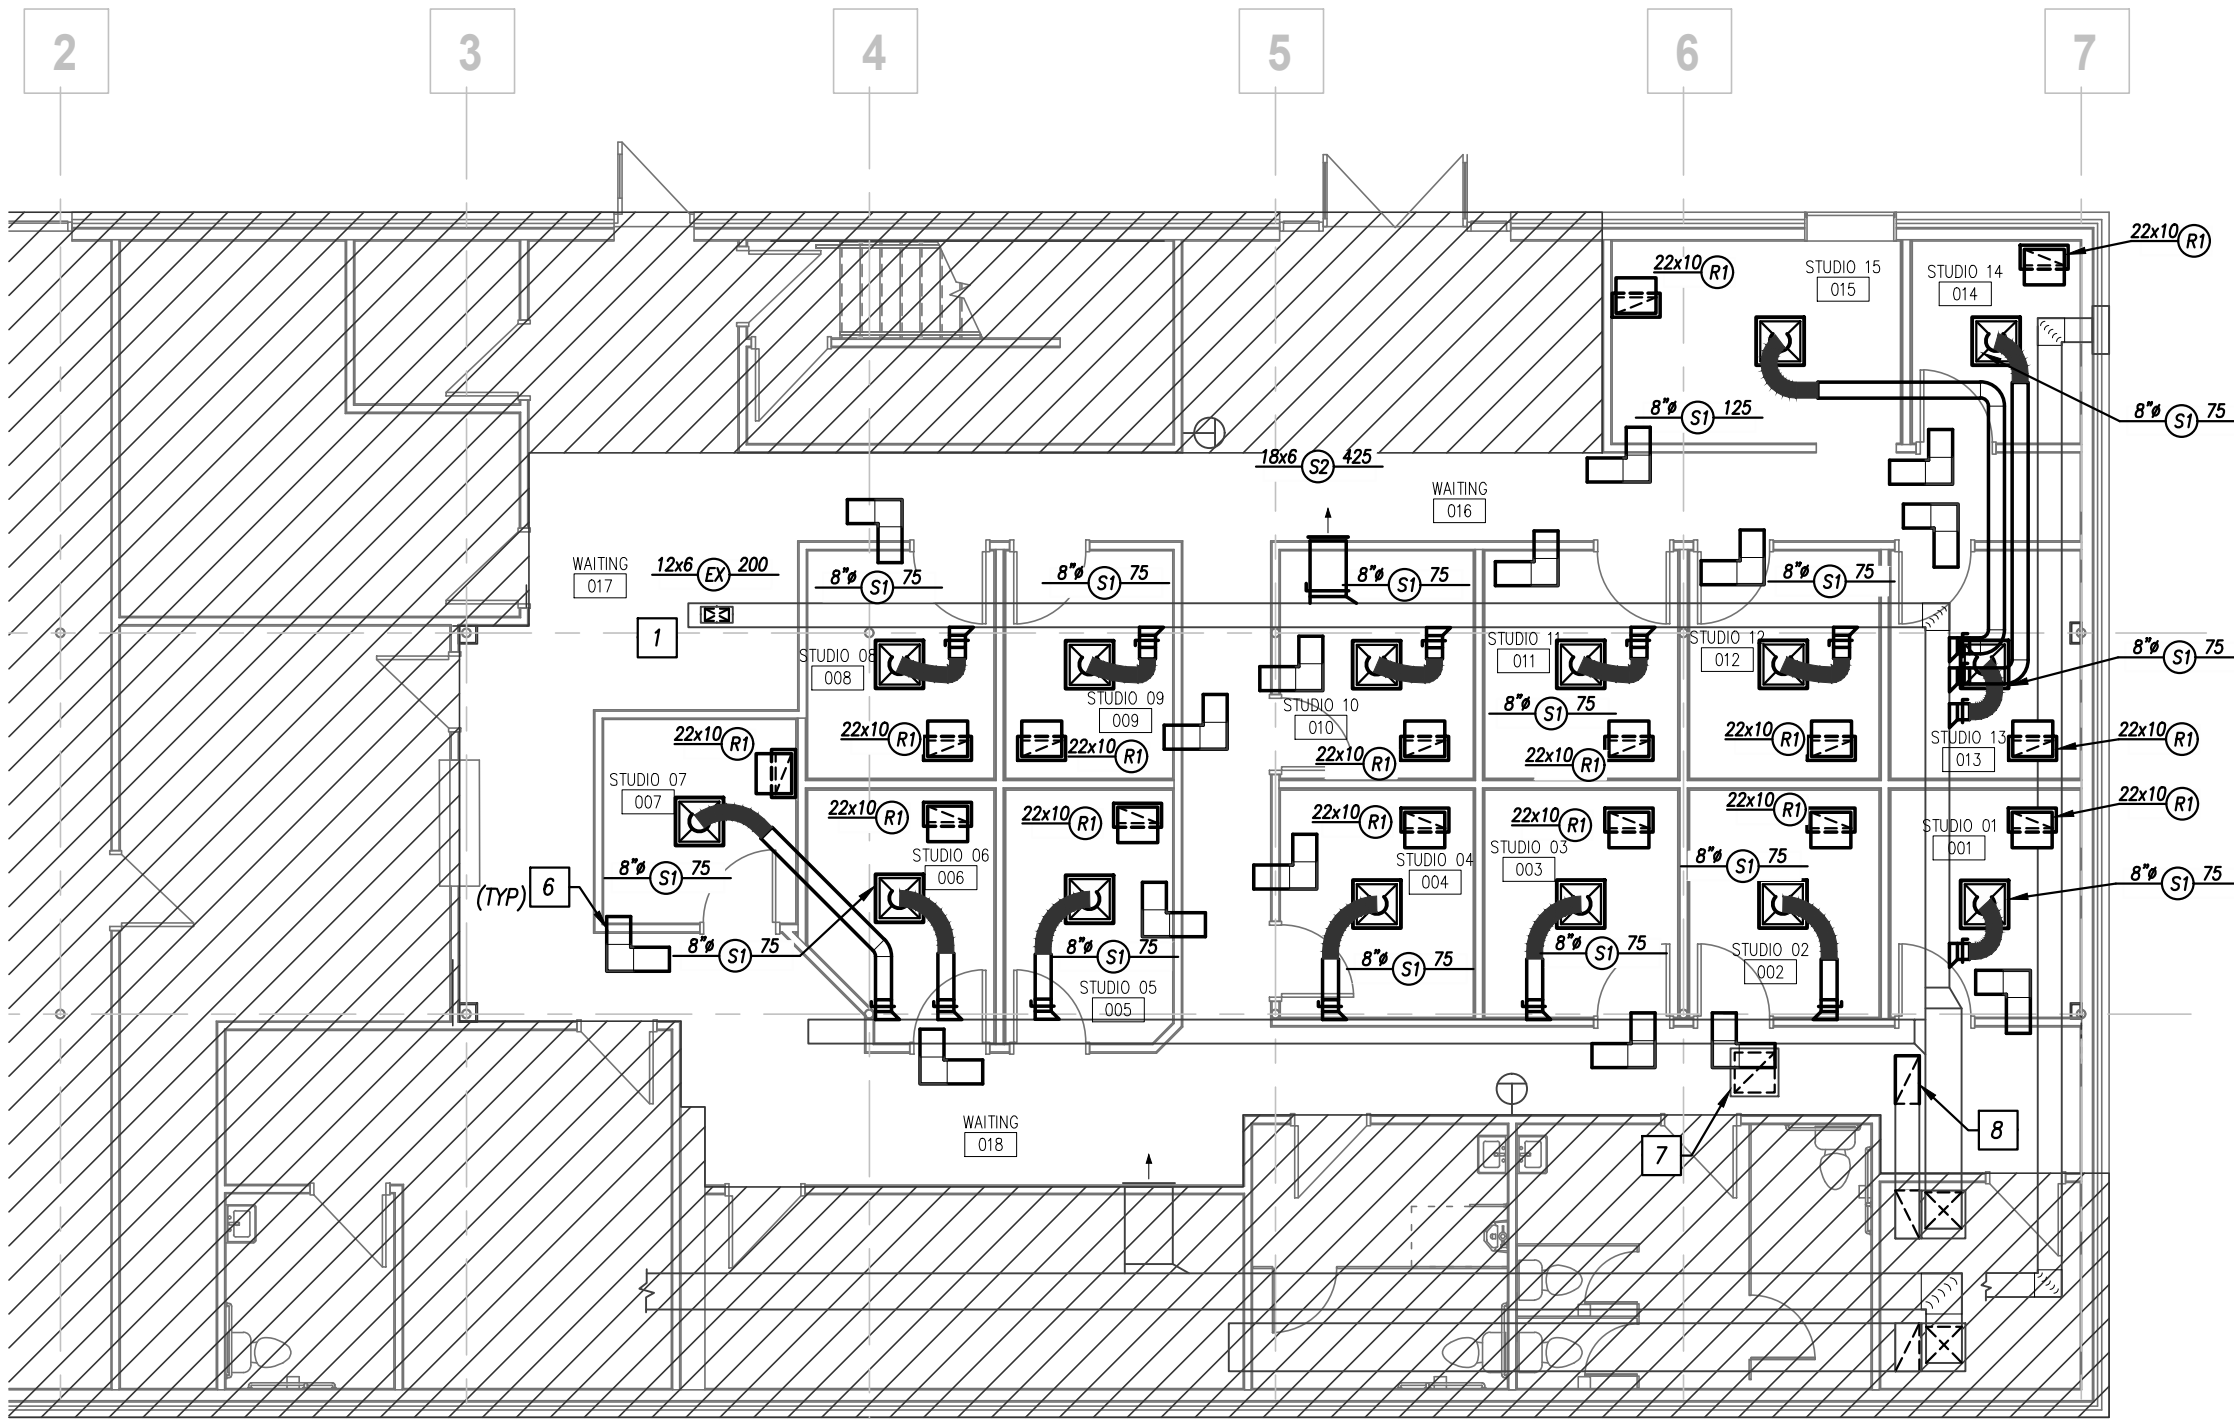 2 3 4 5 6 7
22x10 R1
22x10 R1
STUDIO 15
015
STUDIO 14
014
8"ø S1 125
8"ø S1 75
18x6 S2 425
WAITING
016
WAITING
017
12x6 EX 200
8"ø S1 75
8"ø S1 75
8"ø S1 75
8"ø S1 75
1
STUDIO 08
008
STUDIO 09
009
STUDIO 10
010
STUDIO 11
011
STUDIO 12
012
8"ø S1 75
8"ø S1 75
22x10 R1
22x10 R1
22x10 R1
22x10 R1
22x10 R1
22x10 R1
STUDIO 13
013
22x10 R1
STUDIO 07
007
22x10 R1
22x10 R1
22x10 R1
22x10 R1
22x10 R1
22x10 R1
STUDIO 06
006
STUDIO 04
004
STUDIO 03
003
STUDIO 01
001
8"ø S1 75
8"ø S1 75
8"ø S1 75
(TYP) 6
8"ø S1 75
8"ø S1 75
8"ø S1 75
8"ø S1 75
STUDIO 02
002
STUDIO 05
005
WAITING
018
7
8